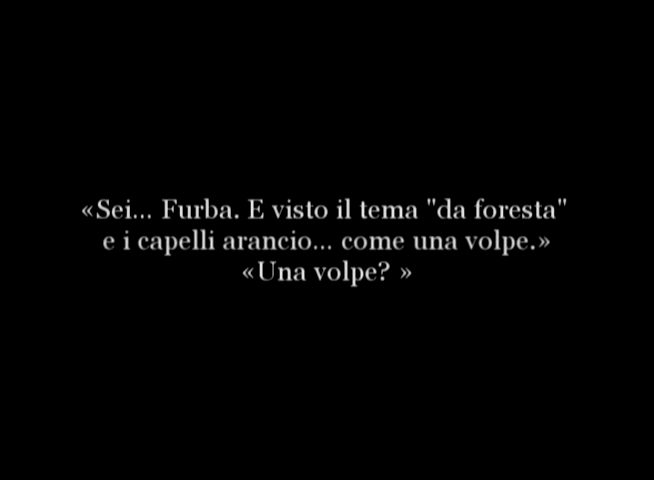 «Sei... Furba. E visto il tema "da foresta"
e i capelli arancio... come una volpe.»
«Una volpe? »